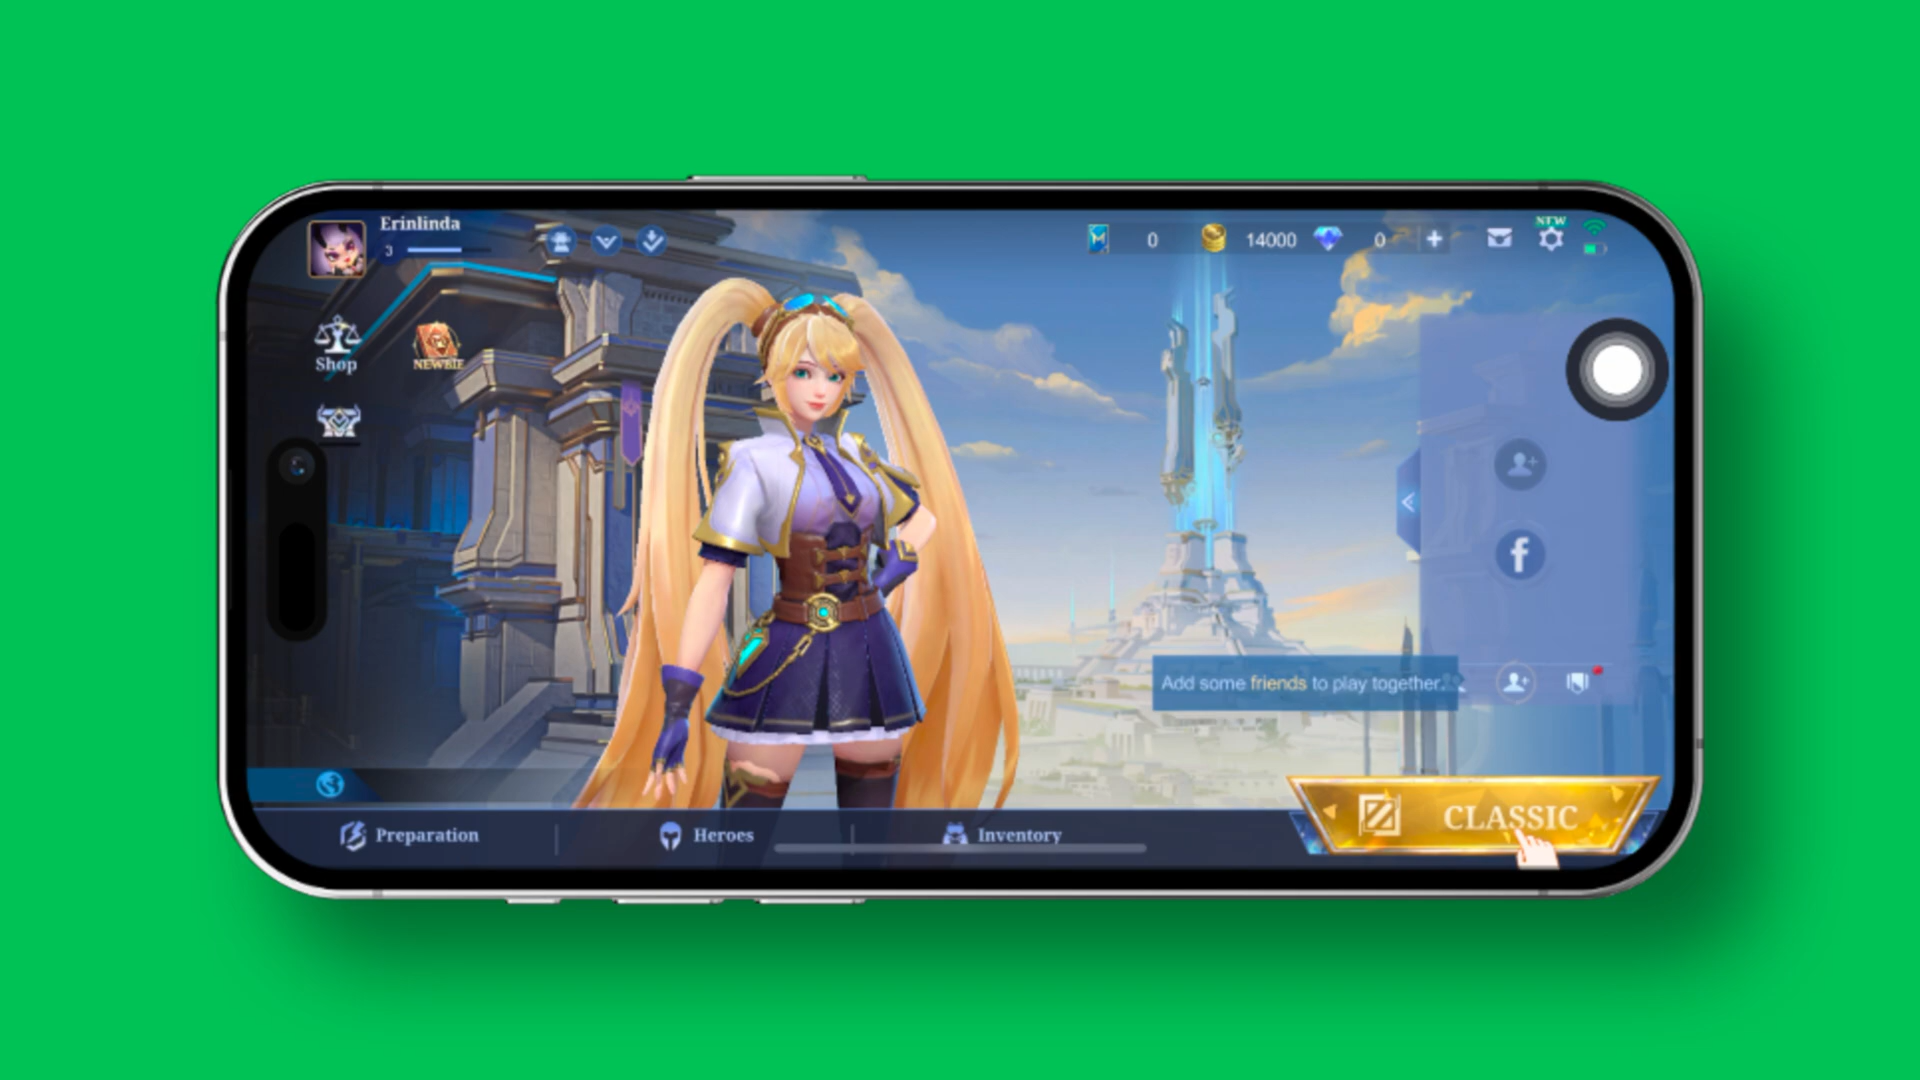 Erinlinda
3
0
14000
0
NEW
Shop
NEWBIE
Add some friends to play together.
CLASSIC
Preparation
Heroes
Inventory